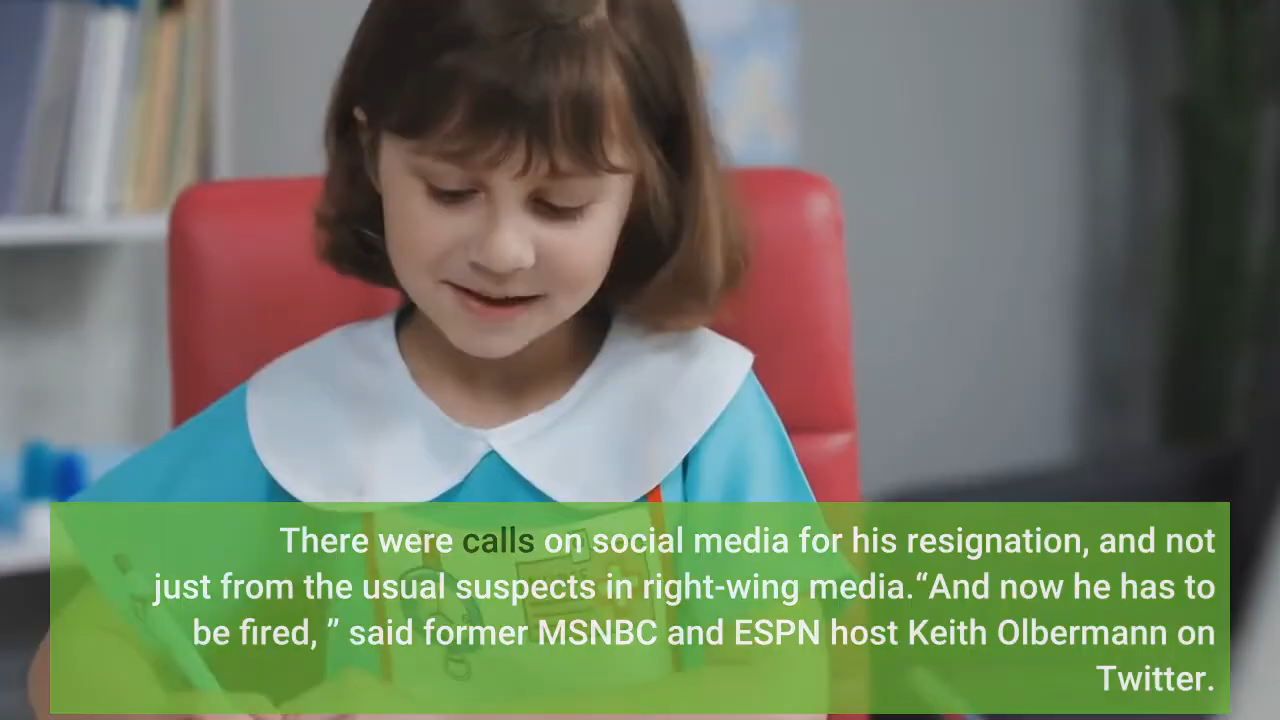 There were calls on social media for his resignation, and not
just from the usual suspects in right-wing media.“And now he has to
be fired, ” said former MSNBC and ESPN host Keith Olbermann on
Twitter.